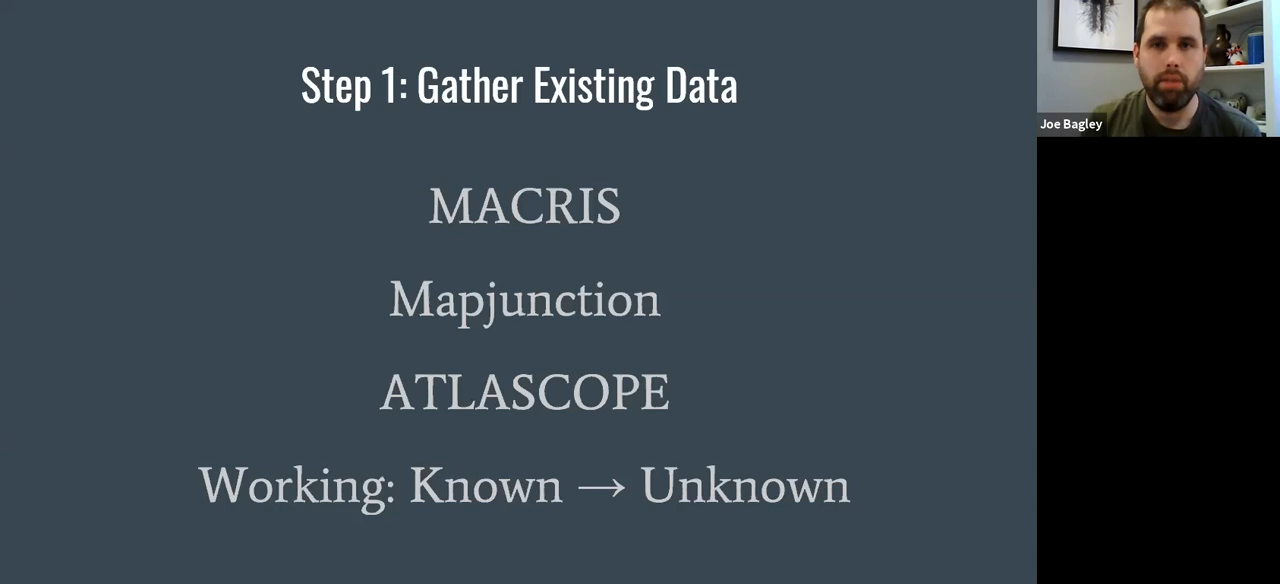 Step 1: Gather Existing Data
MACRIS
Mapjunction
ATLASCOPE
Working: Known → Unknown
Joe Bagley